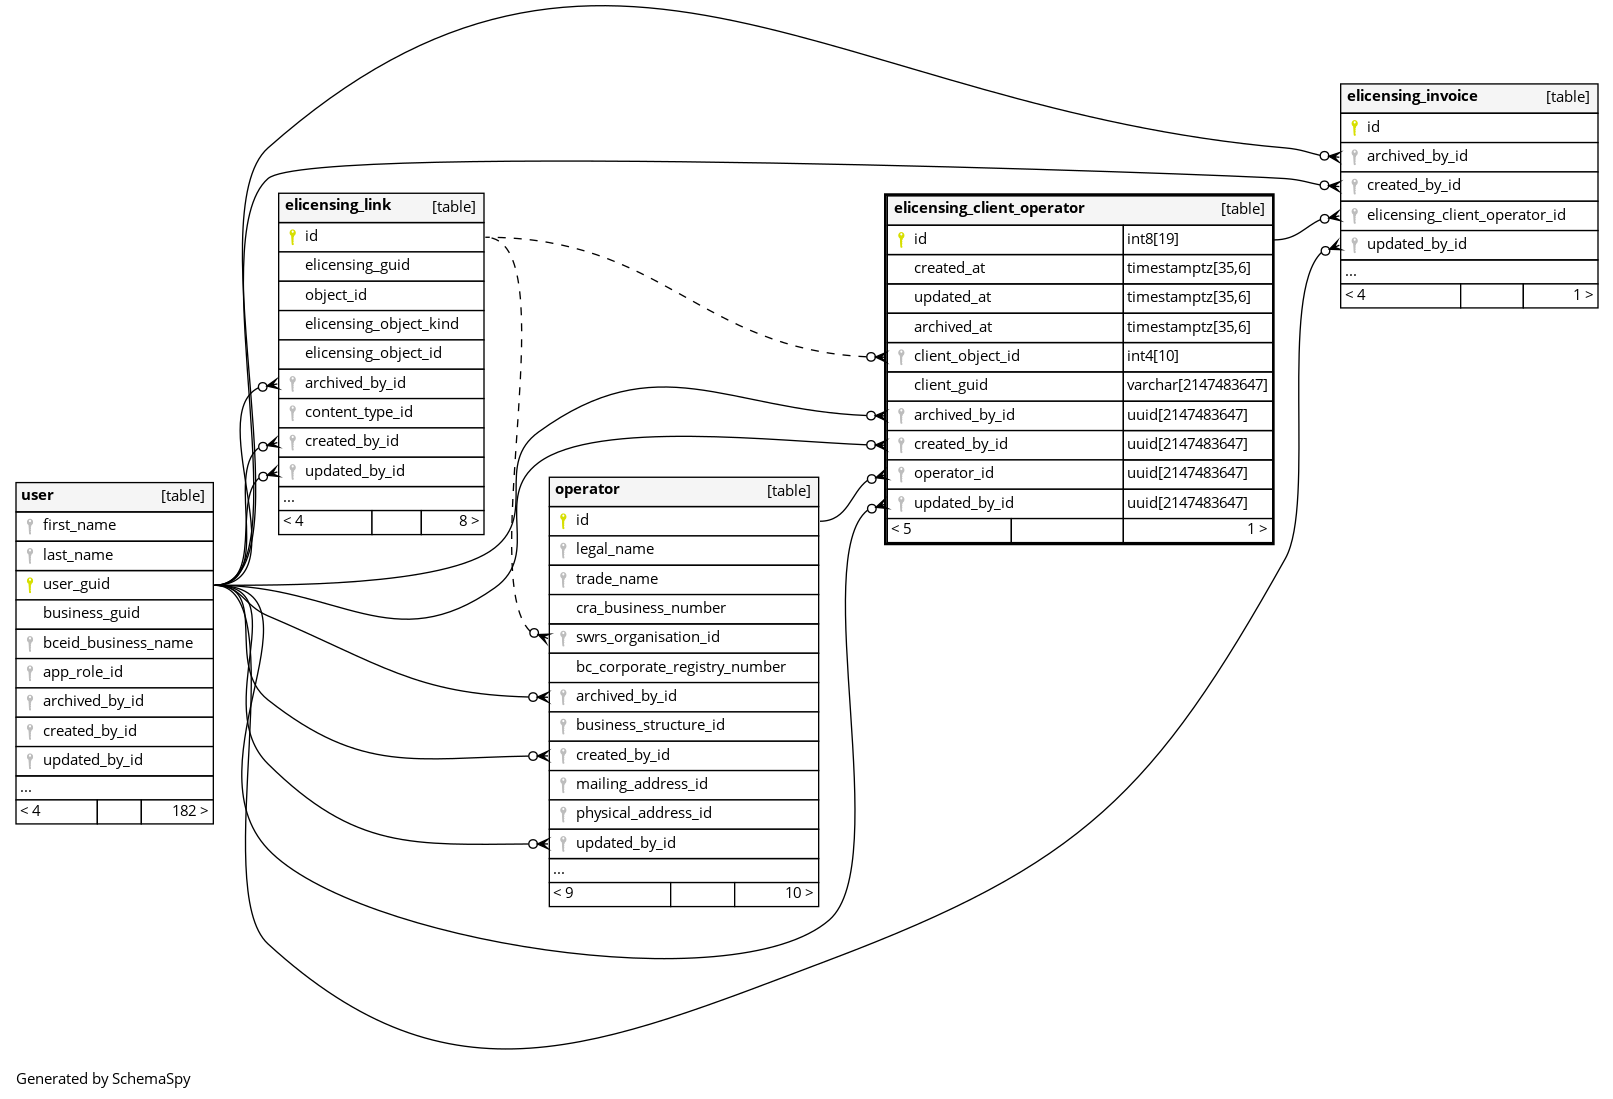 elicensing_invoice [table]
id
archived_by_id
created_by_id
elicensing_client_operator_id
updated_by_id
...
< 4 1 >
elicensing_link [table]
id
elicensing_guid
object_id
elicensing_object_kind
elicensing_object_id
archived_by_id
content_type_id
created_by_id
updated_by_id
...
< 4 8 >
elicensing_client_operator [table]
id int8[19]
created_at timestamptz[35,6]
updated_at timestamptz[35,6]
archived_at timestamptz[35,6]
client_object_id int4[10]
client_guid varchar[2147483647]
archived_by_id uuid[2147483647]
created_by_id uuid[2147483647]
operator_id uuid[2147483647]
updated_by_id uuid[2147483647]
< 5 1 >
operator [table]
id
legal_name
trade_name
cra_business_number
swrs_organisation_id
bc_corporate_registry_number
archived_by_id
business_structure_id
created_by_id
mailing_address_id
physical_address_id
updated_by_id
...
< 9 10 >
user [table]
first_name
last_name
user_guid
business_guid
bceid_business_name
app_role_id
archived_by_id
created_by_id
updated_by_id
...
< 4 182 >
Generated by SchemaSpy